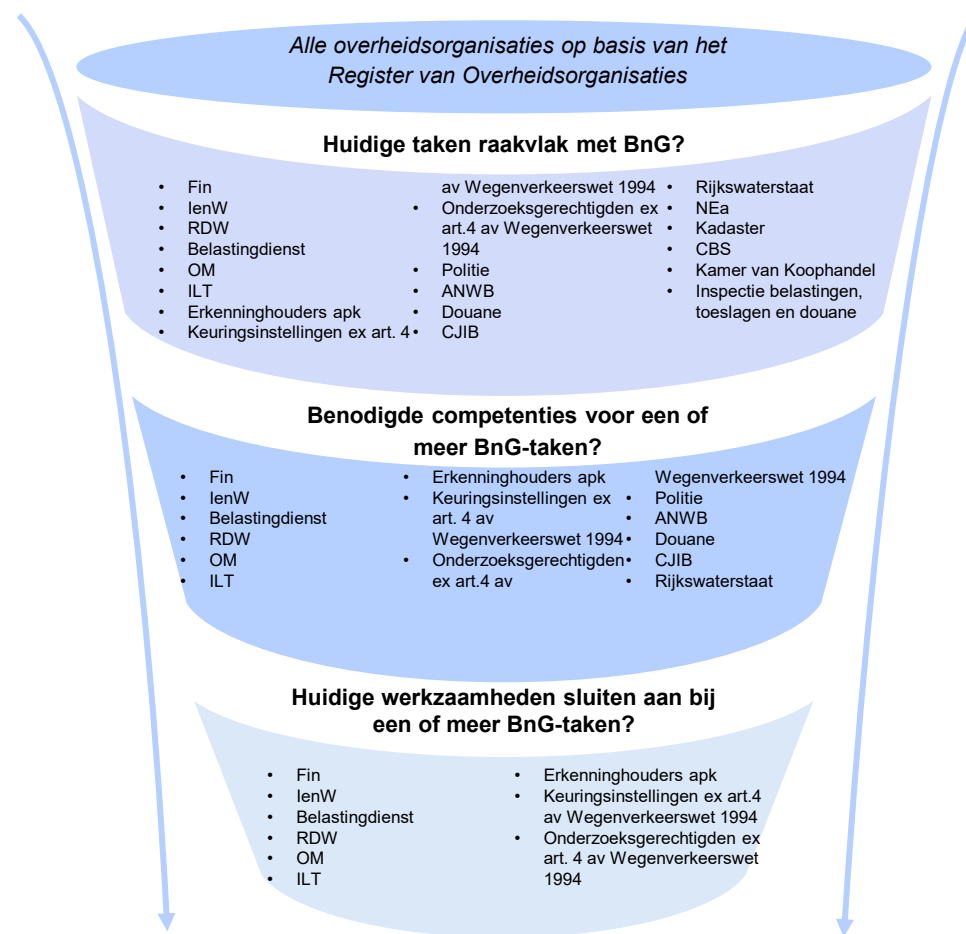 Alle overheidsorganisaties op basis van het
Register van Overheidsorganisaties
Huidige taken raakvlak met BnG?
• Fin
• IenW
• RDW
• Belastingdienst
• OM
• ILT
• Erkenninghouders apk
• Keuringsinstellingen ex art. 4
av Wegenverkeerswet 1994
• Onderzoeksgerechtigden ex
art.4 av Wegenverkeerswet
1994
• Politie
• ANWB
• Douane
• CJIB
• Rijkswaterstaat
• NEa
• Kadaster
• CBS
• Kamer van Koophandel
• Inspectie belastingen,
toeslagen en douane
Benodigde competenties voor een of
meer BnG-taken?
• Fin
• IenW
• Belastingdienst
• RDW
• OM
• ILT
• Erkenninghouders apk
• Keuringsinstellingen ex
art. 4 av
Wegenverkeerswet 1994
• Onderzoeksgerechtigden
ex art.4 av
Wegenverkeerswet 1994
• Politie
• ANWB
• Douane
• CJIB
• Rijkswaterstaat
Huidige werkzaamheden sluiten aan bij
een of meer BnG-taken?
• Fin
• IenW
• Belastingdienst
• RDW
• OM
• ILT
• Erkenninghouders apk
• Keuringsinstellingen ex art.4
av Wegenverkeerswet 1994
• Onderzoeksgerechtigden ex
art. 4 av Wegenverkeerswet
1994